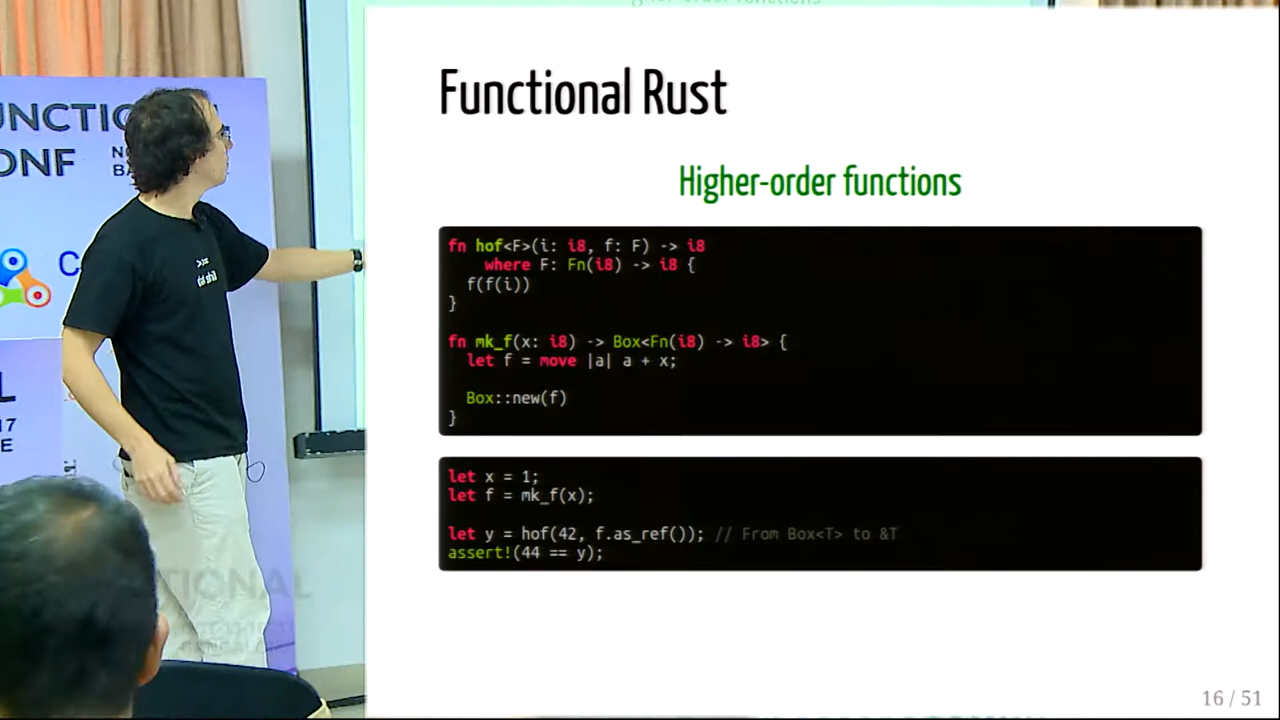 Functional Rust
Higher-order functions
fn hof<F>(i: i8, f: F) -> i8
    where F: Fn(i8) -> i8 {
  f(f(i))
}
fn mk_f(x: i8) -> Box<Fn(i8) -> i8> {
  let f = move |a| a + x;
  Box::new(f)
}
let x = 1;
let f = mk_f(x);
let y = hof(42, f.as_ref()); // From Box<T> to &T
assert!(44 == y);
16 / 51